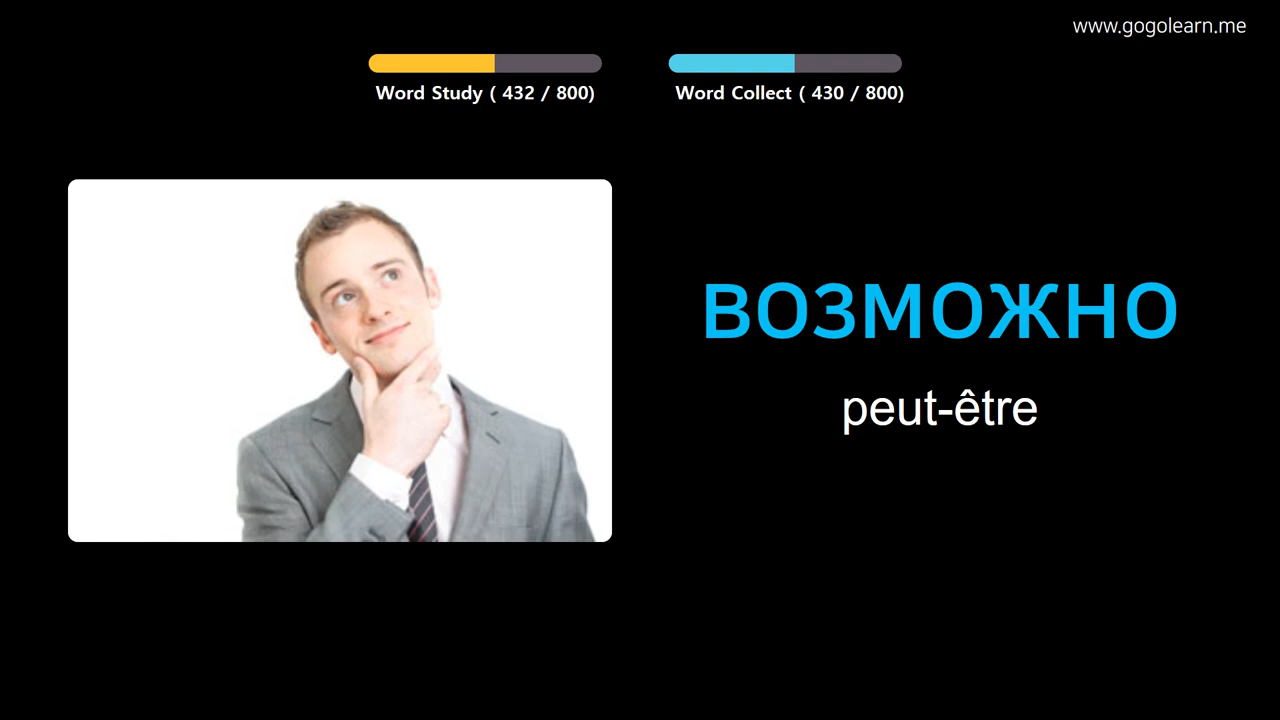 www.gogolearn.me
Word Study ( 432 / 800)
Word Collect ( 430 / 800)
ВОЗМОЖНО
peut-être